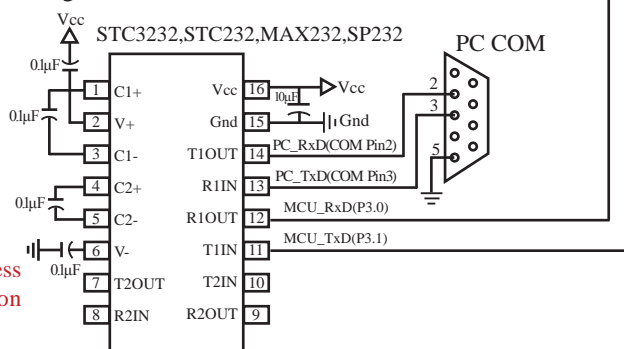 Vcc
STC3232,STC232,MAX232,SP232
PC COM
0.1μF
1 C1+ Vcc 16 Vcc
10μF
0.1μF
2 V+ Gnd 15 Gnd
3 C1- T1OUT 14 PC_RxD(COM Pin2)
4 C2+ R1IN 13 PC_TxD(COM Pin3)
0.1μF
5 C2- R1OUT 12 MCU_RxD(P3.0)
6 V- T1IN 11 MCU_TxD(P3.1)
0.1μF
7 T2OUT T2IN 10
8 R2IN R2OUT 9
2
3
5
ess
on